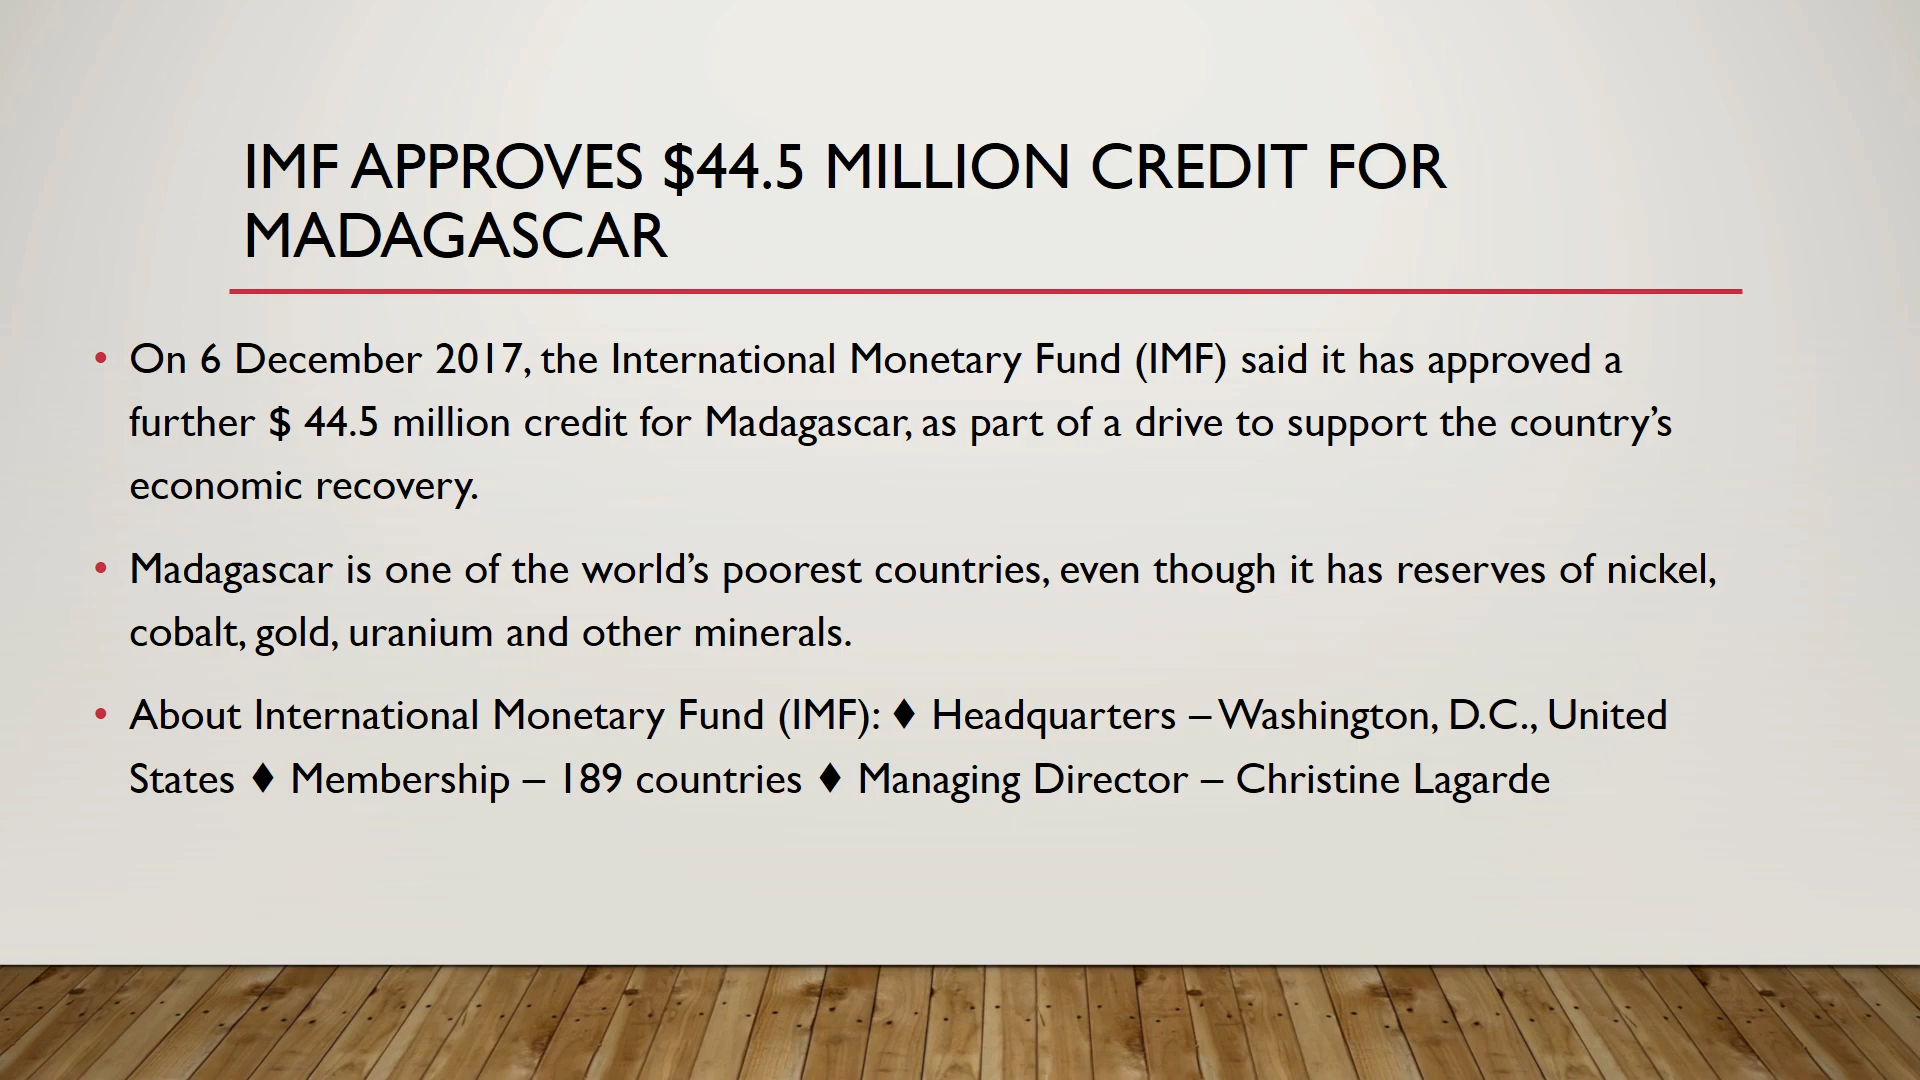 IMF APPROVES $44.5 MILLION CREDIT FOR
MADAGASCAR
• On 6 December 2017, the International Monetary Fund (IMF) said it has approved a
further $ 44.5 million credit for Madagascar, as part of a drive to support the country’s
economic recovery.
• Madagascar is one of the world’s poorest countries, even though it has reserves of nickel,
cobalt, gold, uranium and other minerals.
• About International Monetary Fund (IMF): ♦ Headquarters – Washington, D.C., United
States ♦ Membership – 189 countries ♦ Managing Director – Christine Lagarde